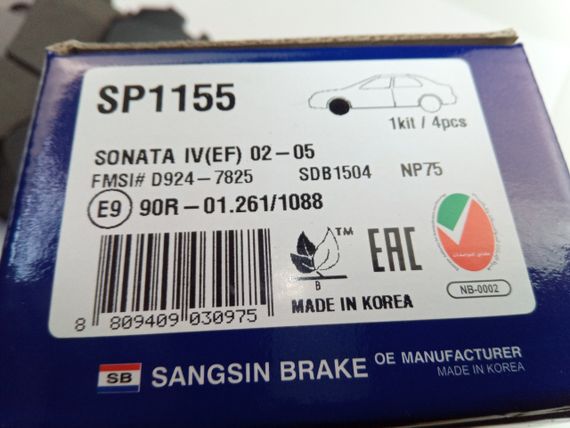 SP1155
1kit / 4pcs
SONATA IV(EF) 02-05
FMSI# D924-7825 SDB1504 NP75
E9 90R-01.261/1088
TM
EAC
B
NB-0002
MADE IN KOREA
8 809409 030975
SB SANGSIN BRAKE OE MANUFACTURER
MADE IN KOREA